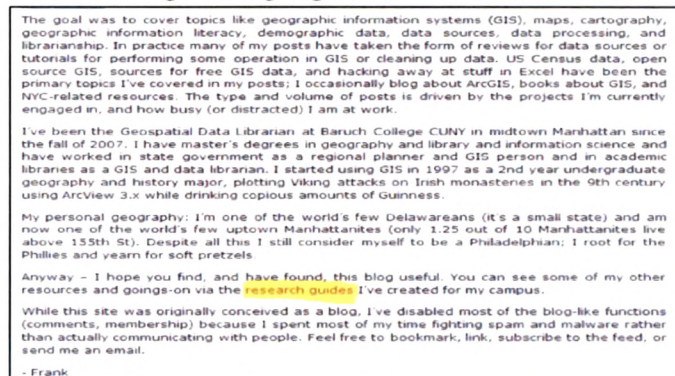 The goal was to cover topics like geographic information systems (GIS), maps, cartography,
geographic information literacy, demographic data, data sources, data processing, and
librarianship. In practice many of my posts have taken the form of reviews for data sources or
tutorials for performing some operation in GIS or cleaning up data. US Census data, open
source GIS, sources for free GIS data, and hacking away at stuff in Excel have been the
primary topics I've covered in my posts; I occasionally blog about ArcGIS, books about GIS, and
NYC-related resources. The type and volume of posts is driven by the projects I'm currently
engaged in, and how busy (or distracted) I am at work.
I've been the Geospatial Data Librarian at Baruch College CUNY in midtown Manhattan since
the fall of 2007. I have master's degrees in geography and library and information science and
have worked in state government as a regional planner and GIS person and in academic
libraries as a GIS and data librarian. I started using GIS in 1997 as a 2nd year undergraduate
geography and history major, plotting Viking attacks on Irish monasteries in the 9th century
using ArcView 3.x while drinking copious amounts of Guinness.
My personal geography: I'm one of the world's few Delawareans (it's a small state) and am
now one of the world's few uptown Manhattanites (only 1.25 out of 10 Manhattanites live
above 155th St). Despite all this I still consider myself to be a Philadelphian; I root for the
Phillies and yearn for soft pretzels.
Anyway – I hope you find, and have found, this blog useful. You can see some of my other
resources and goings-on via the research guides I've created for my campus.
While this site was originally conceived as a blog, I've disabled most of the blog-like functions
(comments, membership) because I spent most of my time fighting spam and malware rather
than actually communicating with people. Feel free to bookmark, link, subscribe to the feed, or
send me an email.
- Frank